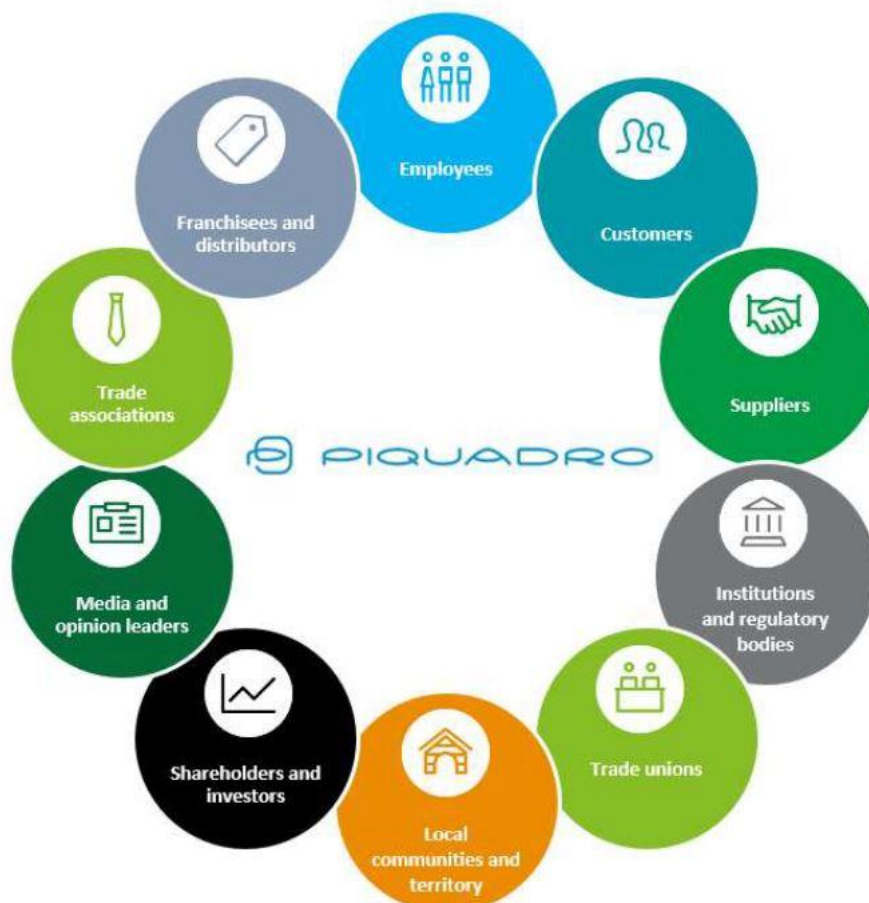 Employees
Customers
Suppliers
Institutions
and regulatory
bodies
Trade unions
Local
communities and
territory
Shareholders and
investors
Media and
opinion leaders
Trade
associations
Franchisees and
distributors
PIQUADRO